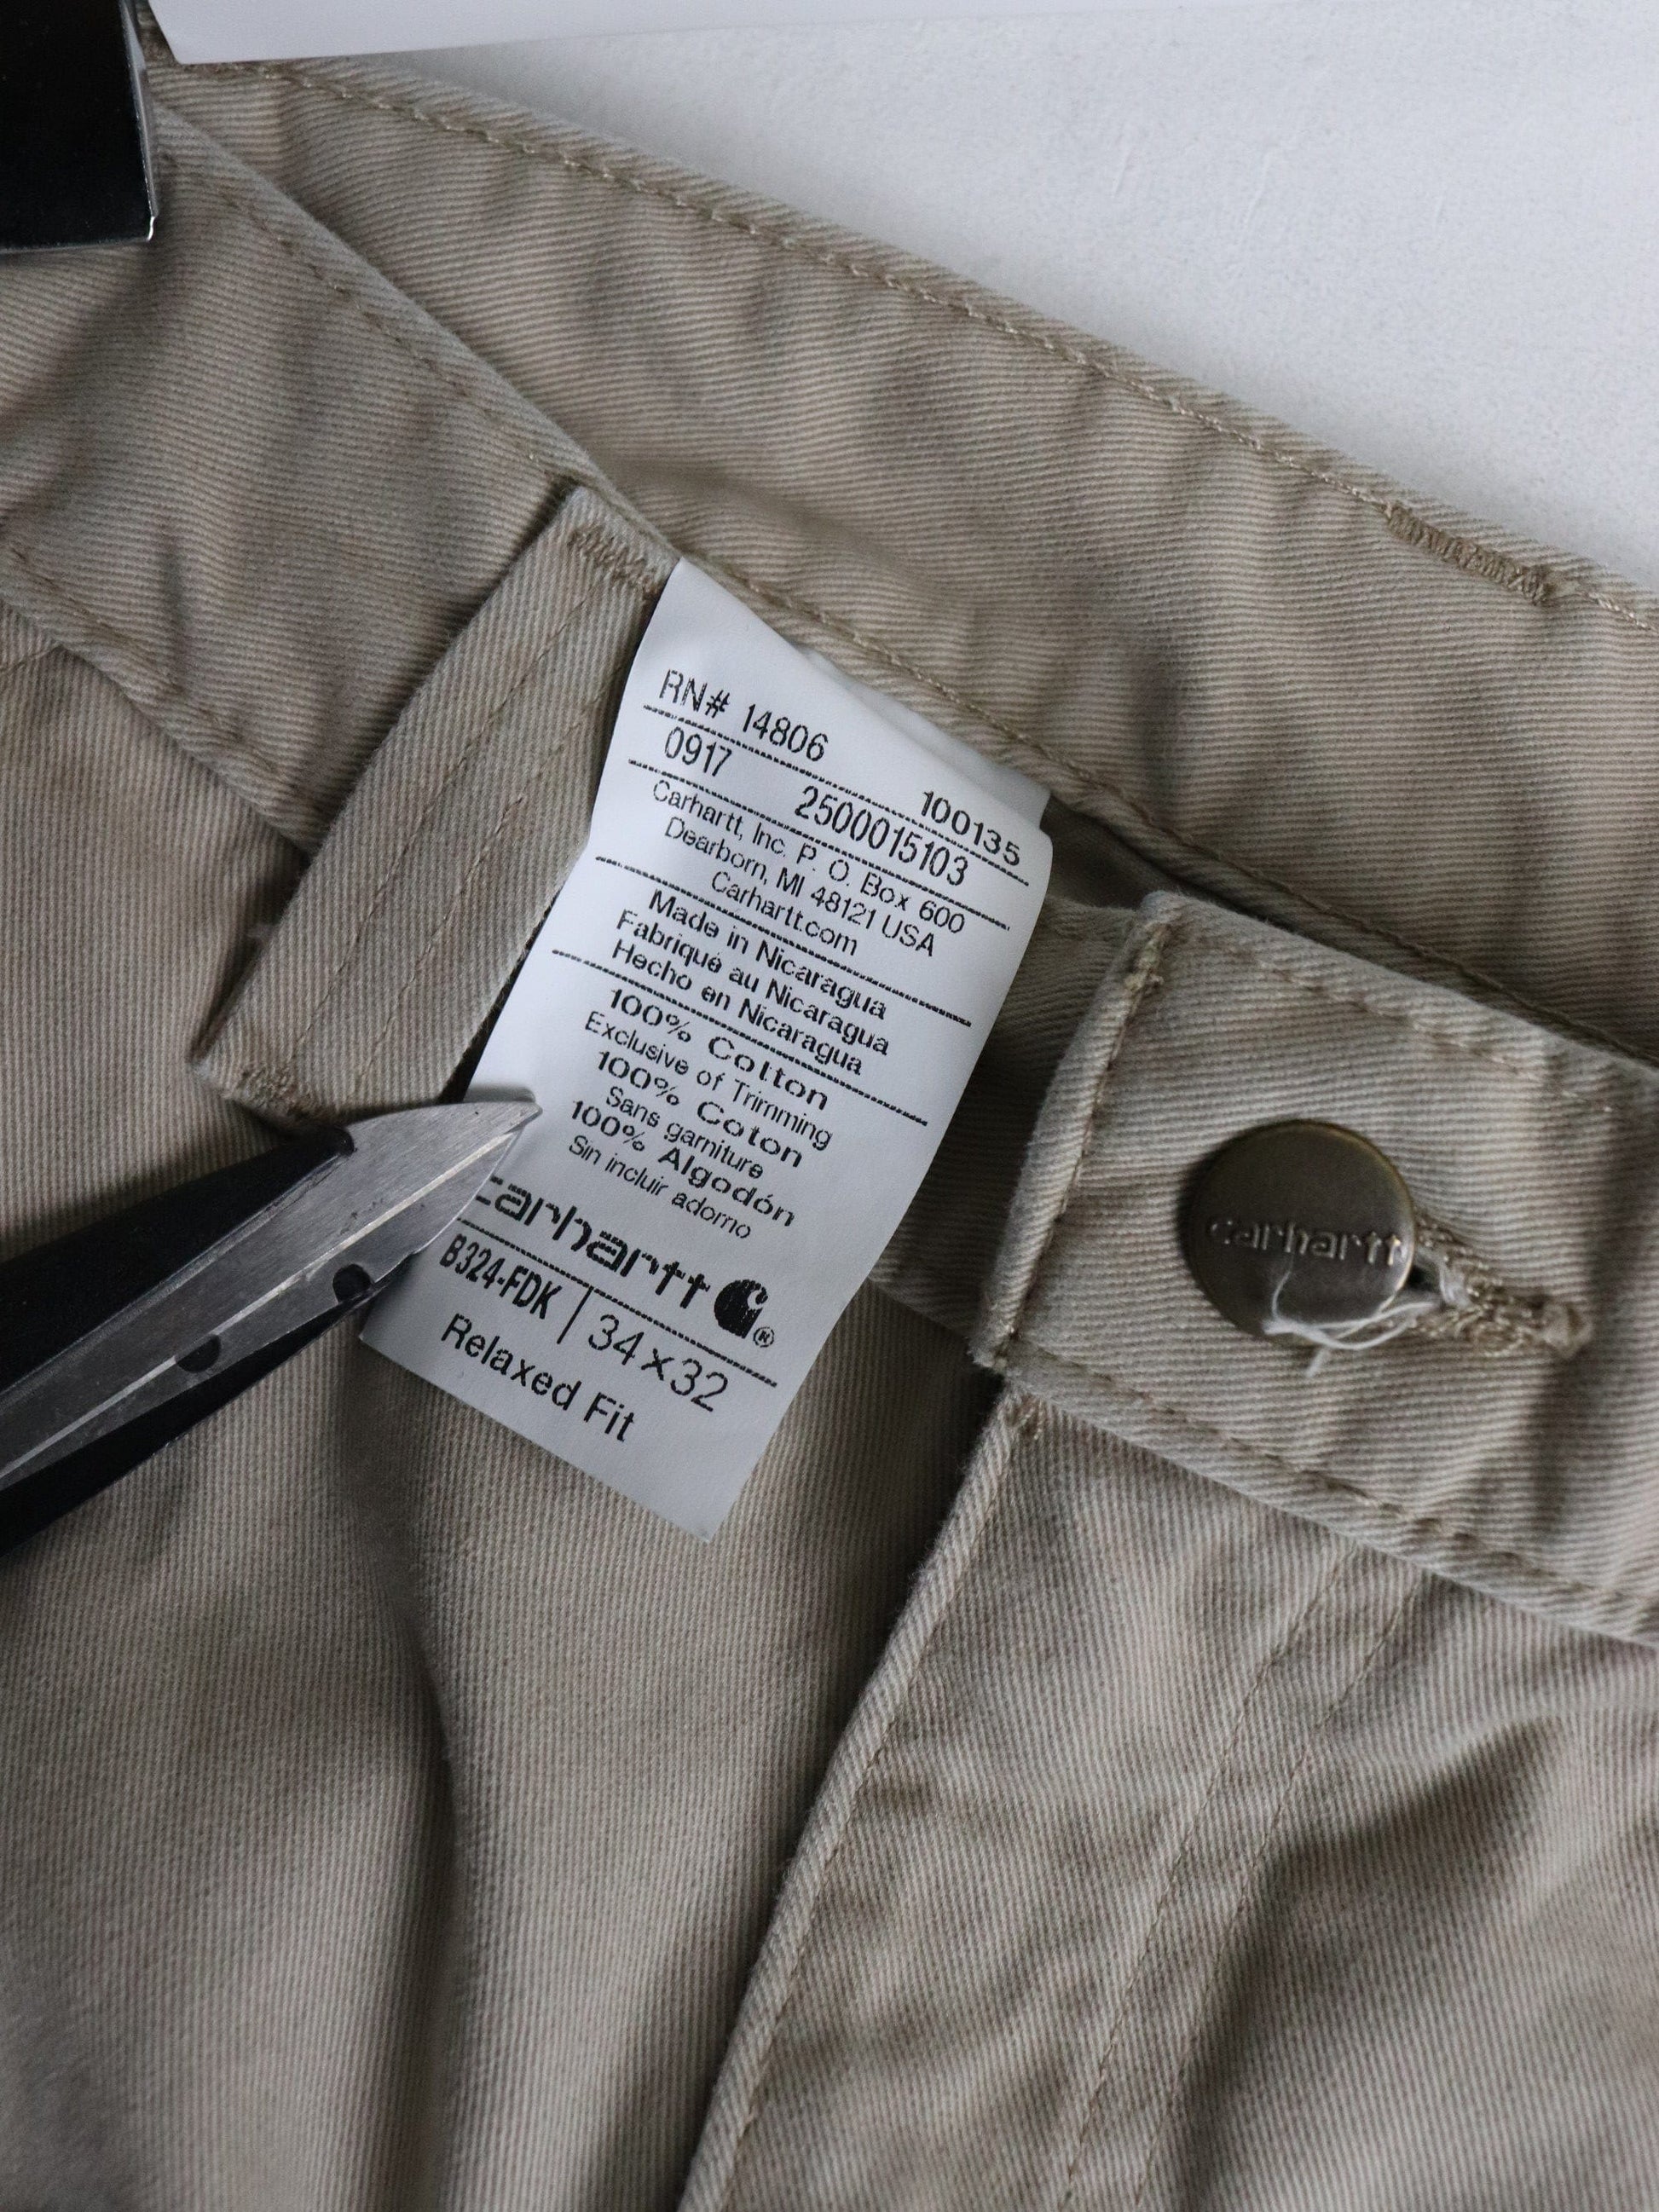 RN# 14806
0917 100135
2500015103
Carhartt, Inc. P. O. Box 600
Dearborn, MI 48121 USA
Carhartt.com
Made in Nicaragua
Fabriqué au Nicaragua
Hecho en Nicaragua
100% Cotton
Exclusive of Trimming
100% Coton
Sans garniture
100% Algodón
Sin incluir adorno
carhartt ®
B324-FDK | 34x32
Relaxed Fit
carhartt